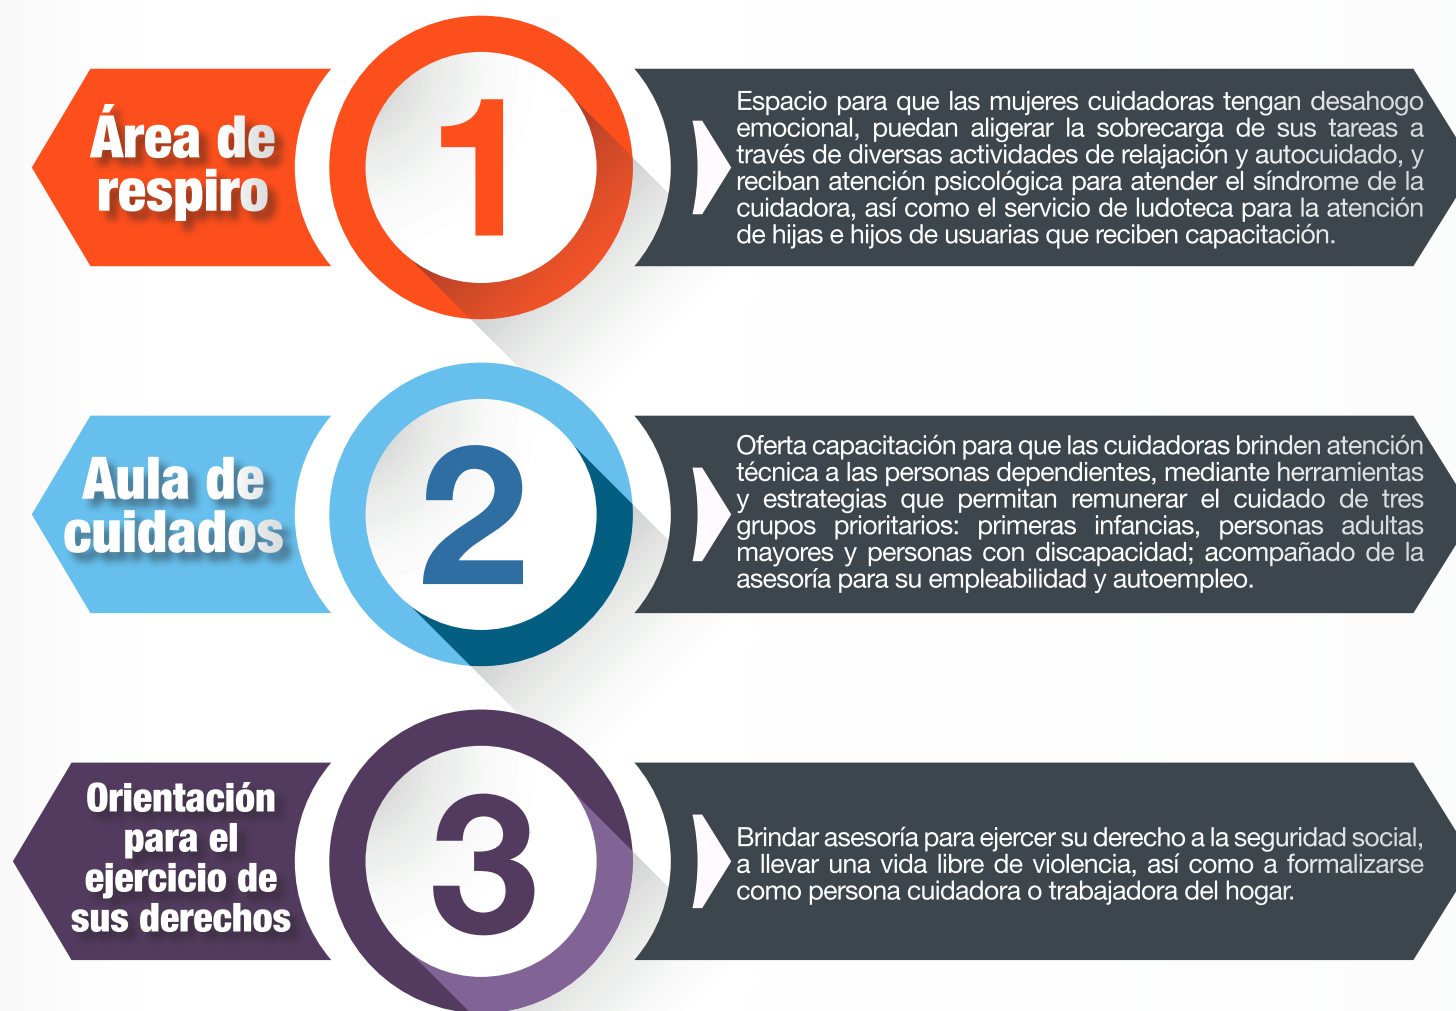 Área de
respiro
1
Espacio para que las mujeres cuidadoras tengan desahogo
emocional, puedan aligerar la sobrecarga de sus tareas a
través de diversas actividades de relajación y autocuidado, y
reciban atención psicológica para atender el síndrome de la
cuidadora, así como el servicio de ludoteca para la atención
de hijas e hijos de usuarias que reciben capacitación.
Aula de
cuidados
2
Oferta capacitación para que las cuidadoras brinden atención
técnica a las personas dependientes, mediante herramientas
y estrategias que permitan remunerar el cuidado de tres
grupos prioritarios: primeras infancias, personas adultas
mayores y personas con discapacidad; acompañado de la
asesoría para su empleabilidad y autoempleo.
Orientación
para el
ejercicio de
sus derechos
3
Brindar asesoría para ejercer su derecho a la seguridad social,
a llevar una vida libre de violencia, así como a formalizarse
como persona cuidadora o trabajadora del hogar.